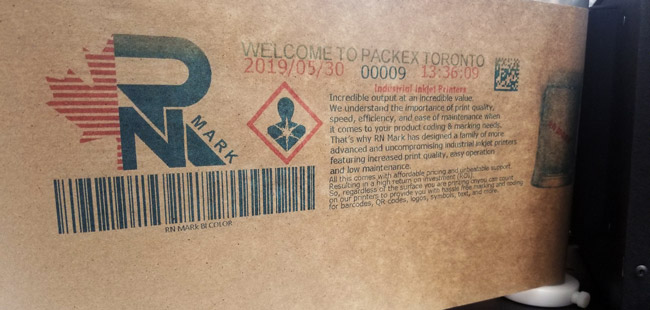 RN
MARK
RN MARK BI COLOR
WELCOME TO PACKEX TORONTO
2019/05/30 00009 13:36:09
Industrial Inkjet Printers
Incredible output at an incredible value.
We understand the importance of print quality,
speed, efficiency, and ease of maintenance when
it comes to your product coding & marking needs.
That's why RN Mark has designed a family of more
advanced and uncompromising industrial inkjet printers
featuring increased print quality, easy operation
and low maintenance.
All this comes with affordable pricing and unbeatable support
Resulting in a high return on investment (ROI).
So, regardless of the surface you are printing on, you can count
on our printers to provide you with hassle free marking and coding
for barcodes, QR-codes, logos, symbols, text, and more.